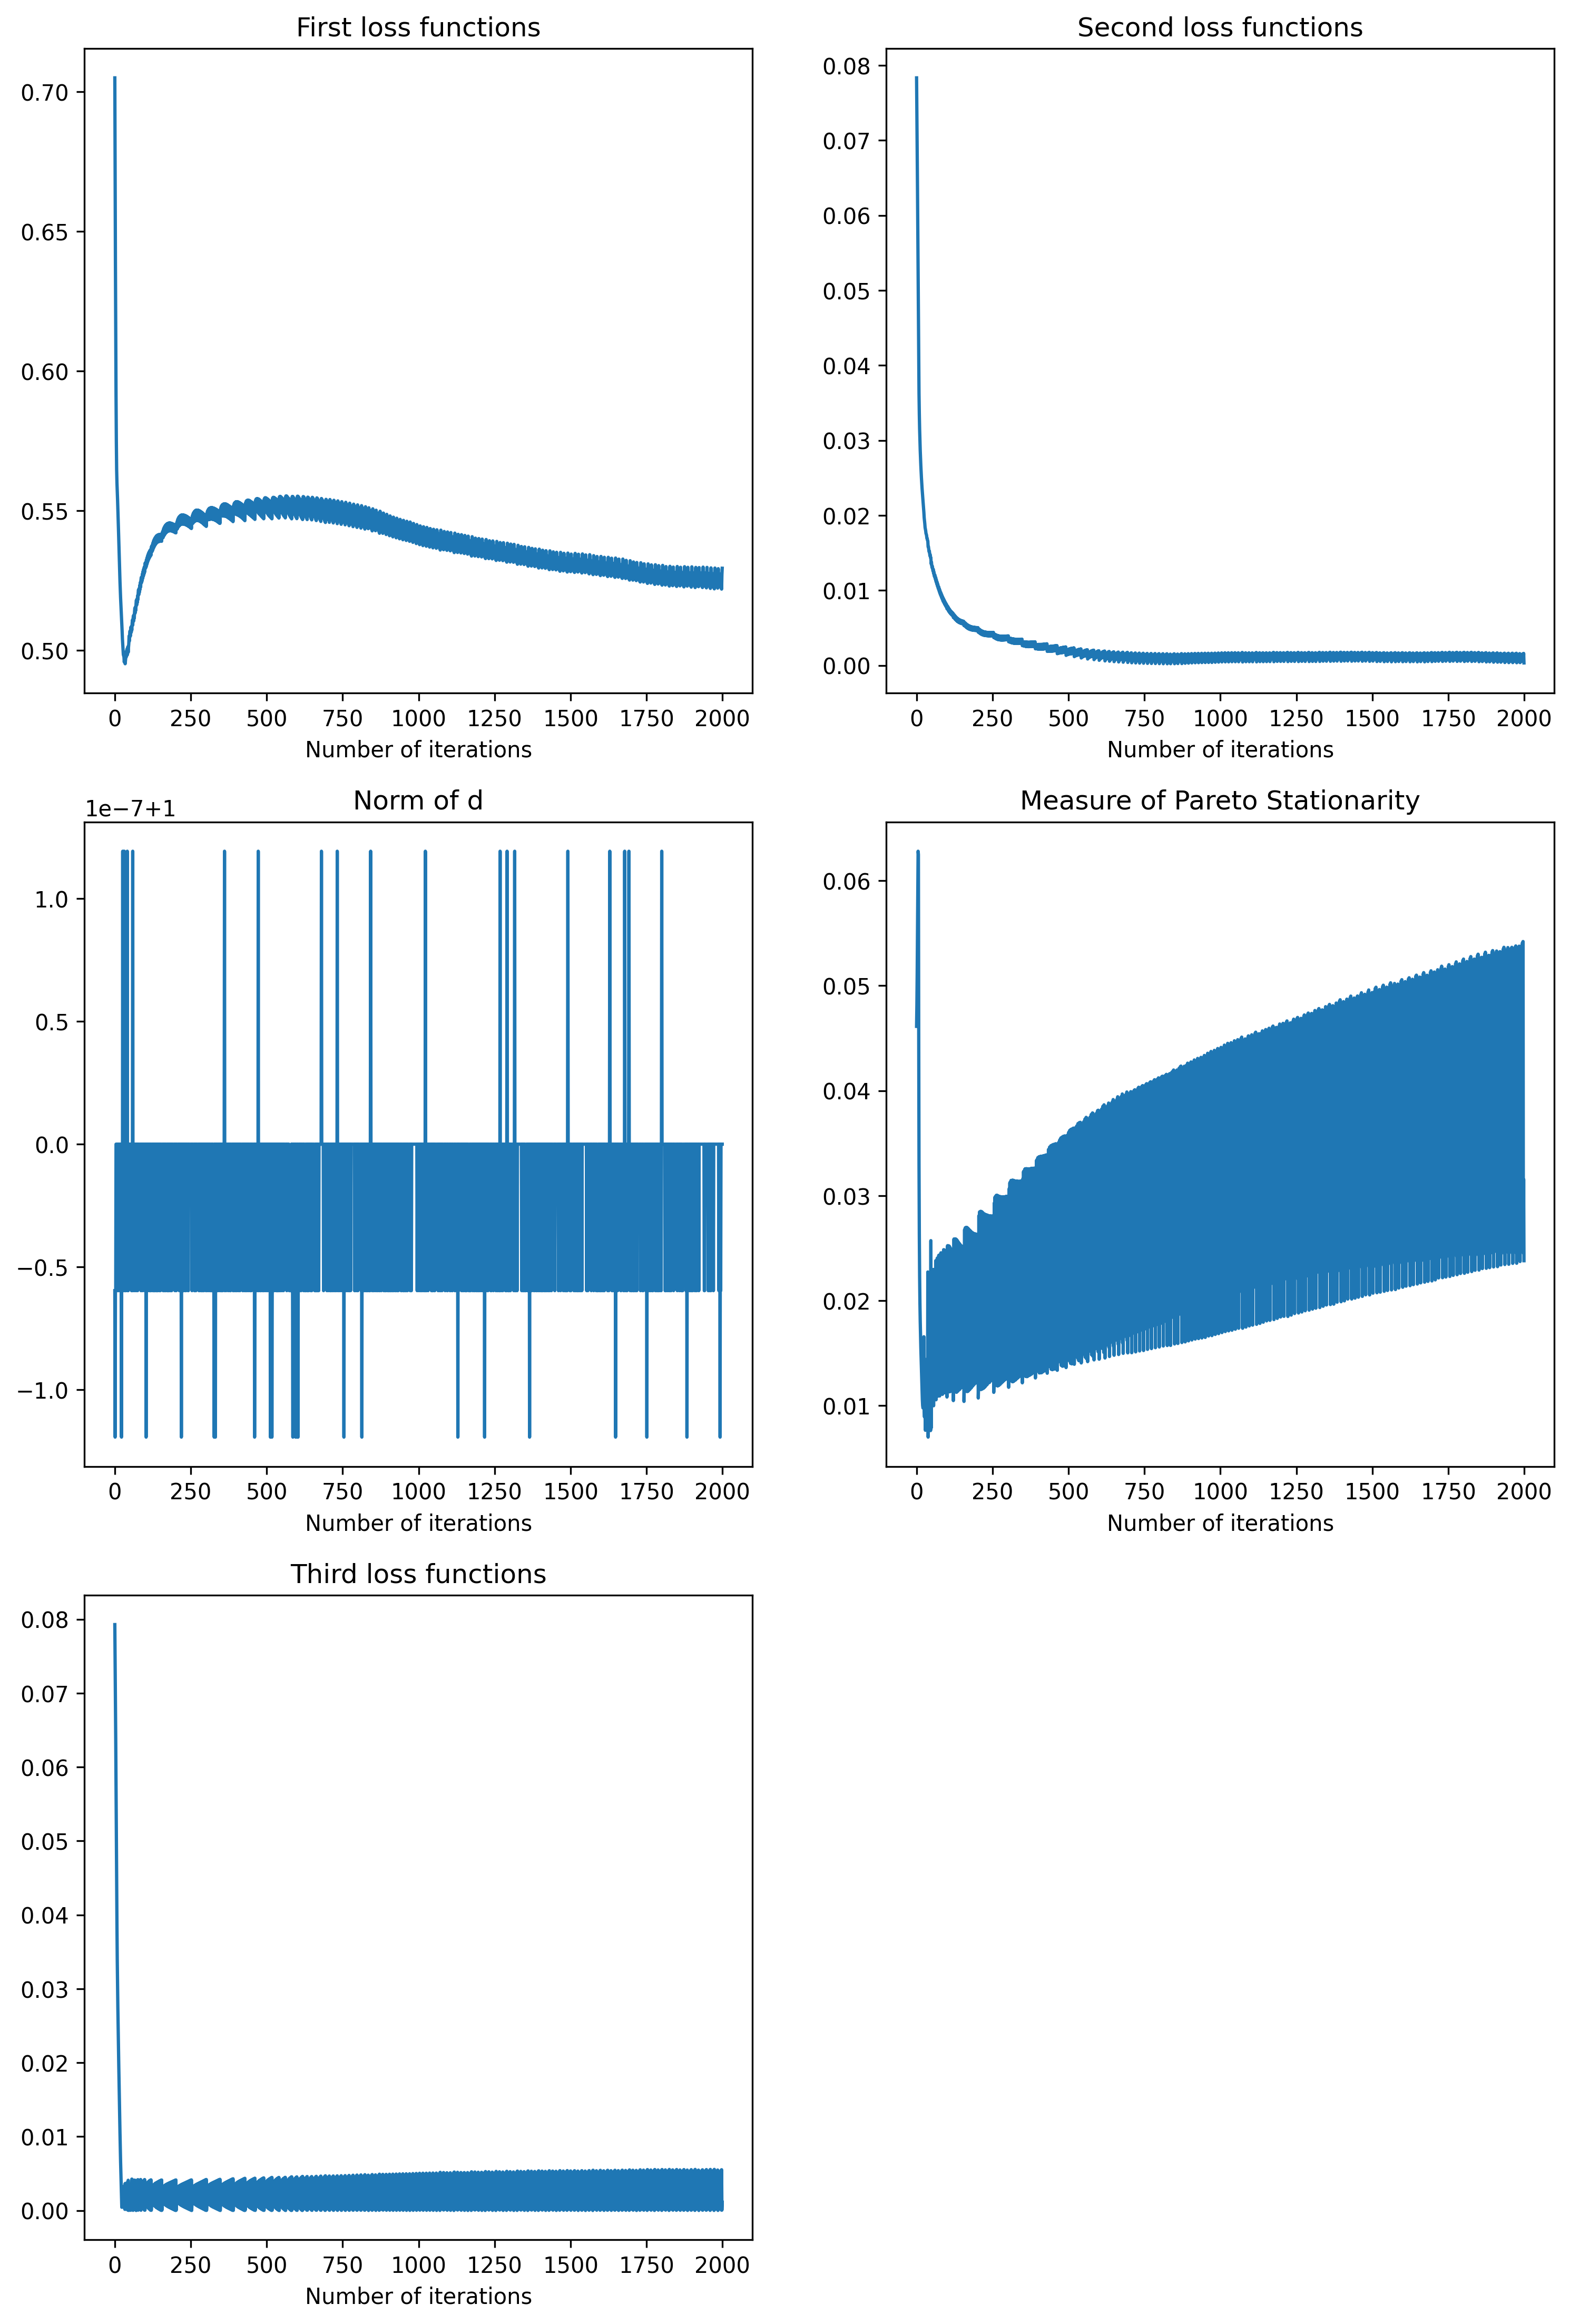 First loss functions
0.70
0.65
0.60
0.55
0.50
0 250 500 750 1000 1250 1500 1750 2000
Number of iterations
Second loss functions
0.08
0.07
0.06
0.05
0.04
0.03
0.02
0.01
0.00
0 250 500 750 1000 1250 1500 1750 2000
Number of iterations
Norm of d
1e−7+1
1.0
0.5
0.0
−0.5
−1.0
0 250 500 750 1000 1250 1500 1750 2000
Number of iterations
Measure of Pareto Stationarity
0.06
0.05
0.04
0.03
0.02
0.01
0 250 500 750 1000 1250 1500 1750 2000
Number of iterations
Third loss functions
0.08
0.07
0.06
0.05
0.04
0.03
0.02
0.01
0.00
0 250 500 750 1000 1250 1500 1750 2000
Number of iterations